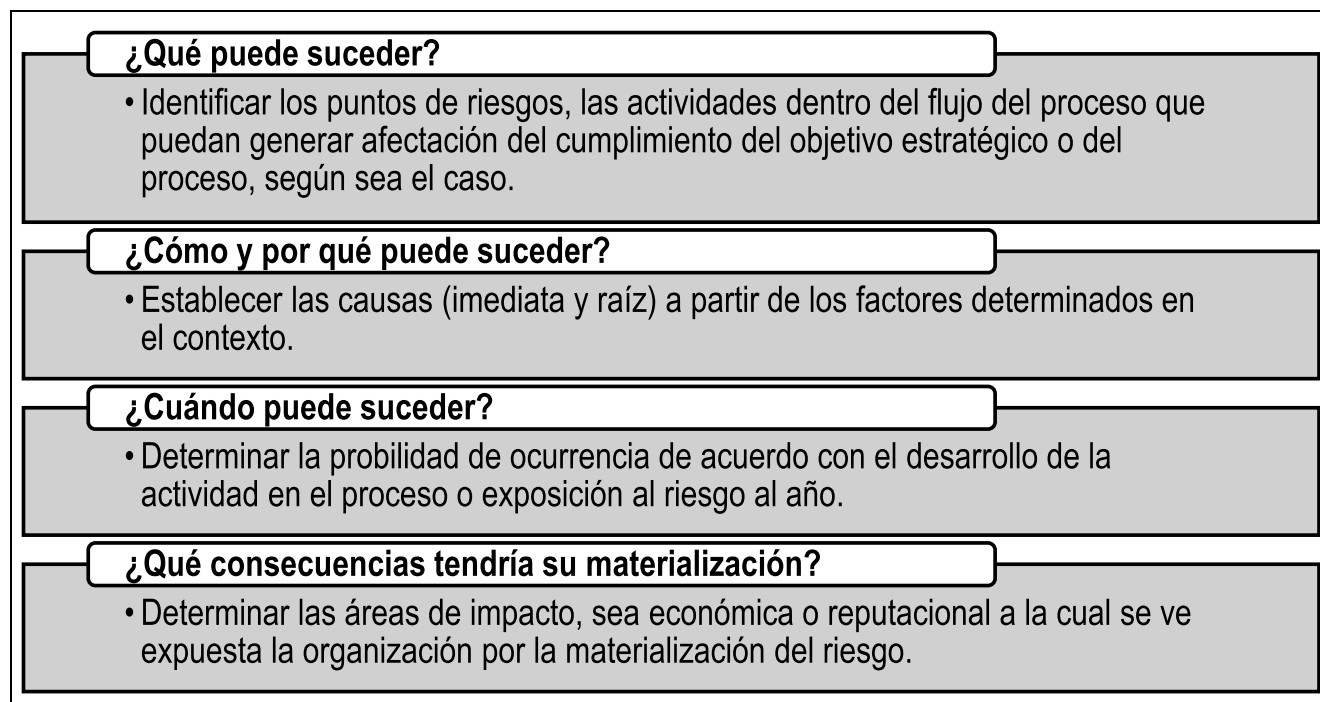 ¿Qué puede suceder?
• Identificar los puntos de riesgos, las actividades dentro del flujo del proceso que
puedan generar afectación del cumplimiento del objetivo estratégico o del
proceso, según sea el caso.
¿Cómo y por qué puede suceder?
• Establecer las causas (imediata y raíz) a partir de los factores determinados en
el contexto.
¿Cuándo puede suceder?
• Determinar la probilidad de ocurrencia de acuerdo con el desarrollo de la
actividad en el proceso o exposición al riesgo al año.
¿Qué consecuencias tendría su materialización?
• Determinar las áreas de impacto, sea económica o reputacional a la cual se ve
expuesta la organización por la materialización del riesgo.